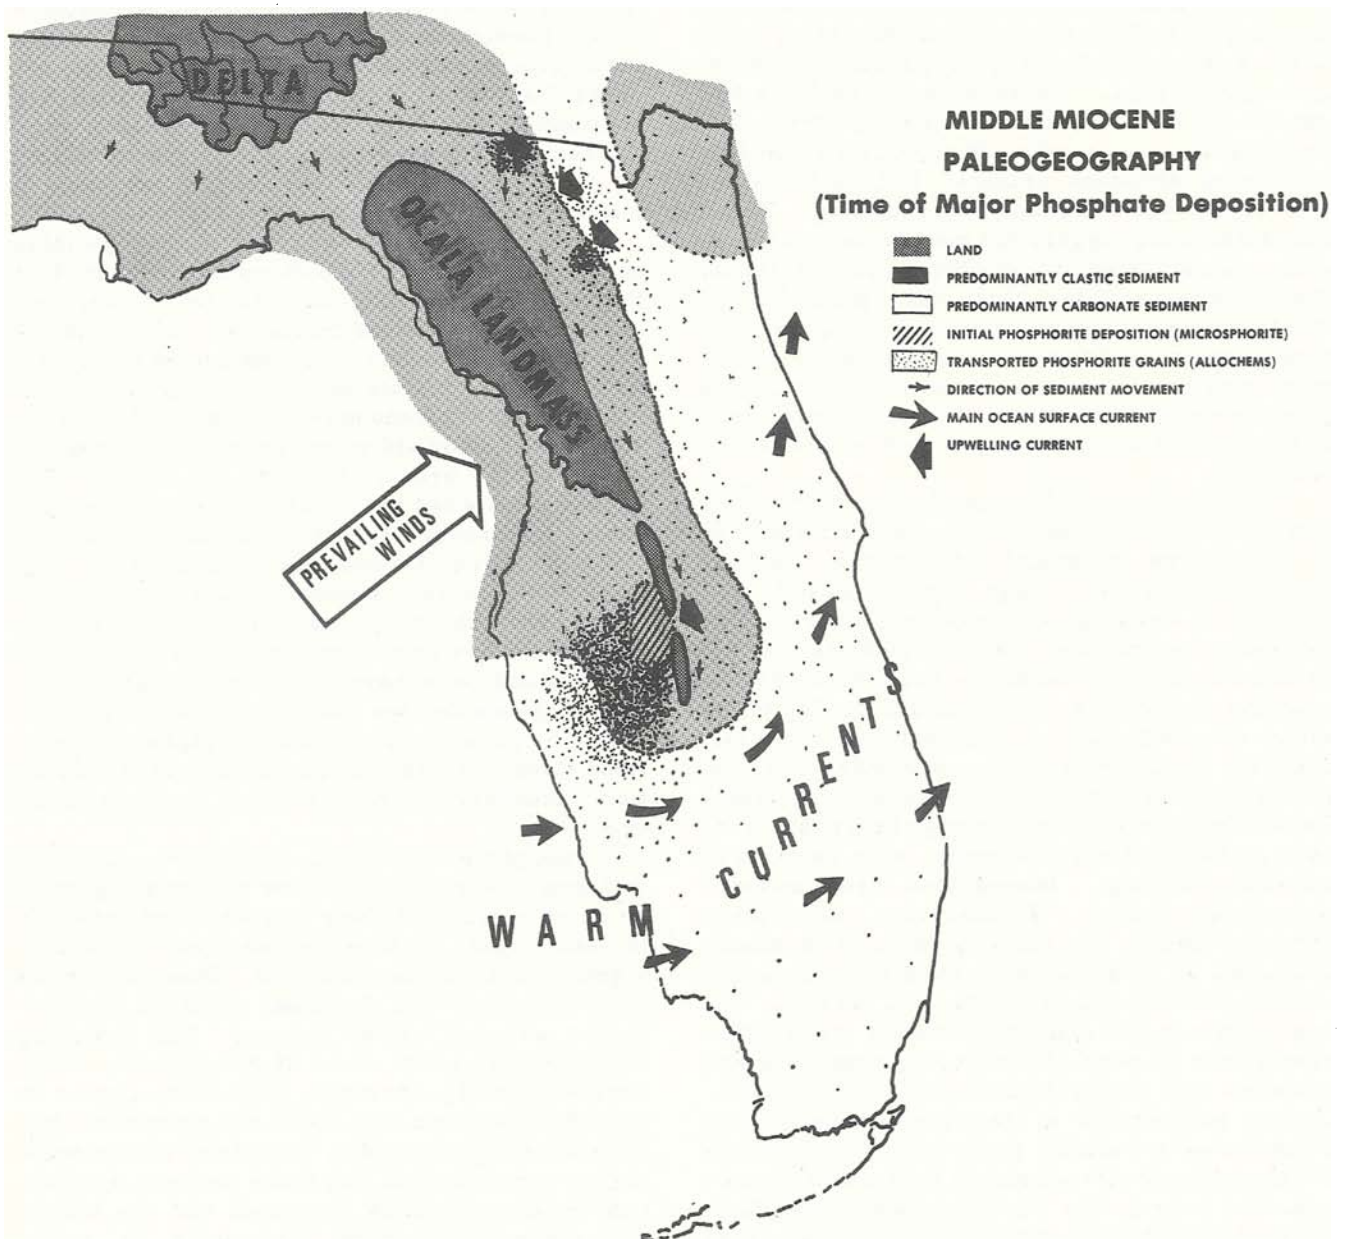 DELTA
OCALA LANDMASS
PREVAILING
WINDS
WARM CURRENTS
MIDDLE MIOCENE
PALEOGEOGRAPHY
(Time of Major Phosphate Deposition)
LAND
PREDOMINANTLY CLASTIC SEDIMENT
PREDOMINANTLY CARBONATE SEDIMENT
INITIAL PHOSPHORITE DEPOSITION (MICROSPHORITE)
TRANSPORTED PHOSPHORITE GRAINS (ALLOCHEMS)
DIRECTION OF SEDIMENT MOVEMENT
MAIN OCEAN SURFACE CURRENT
UPWELLING CURRENT